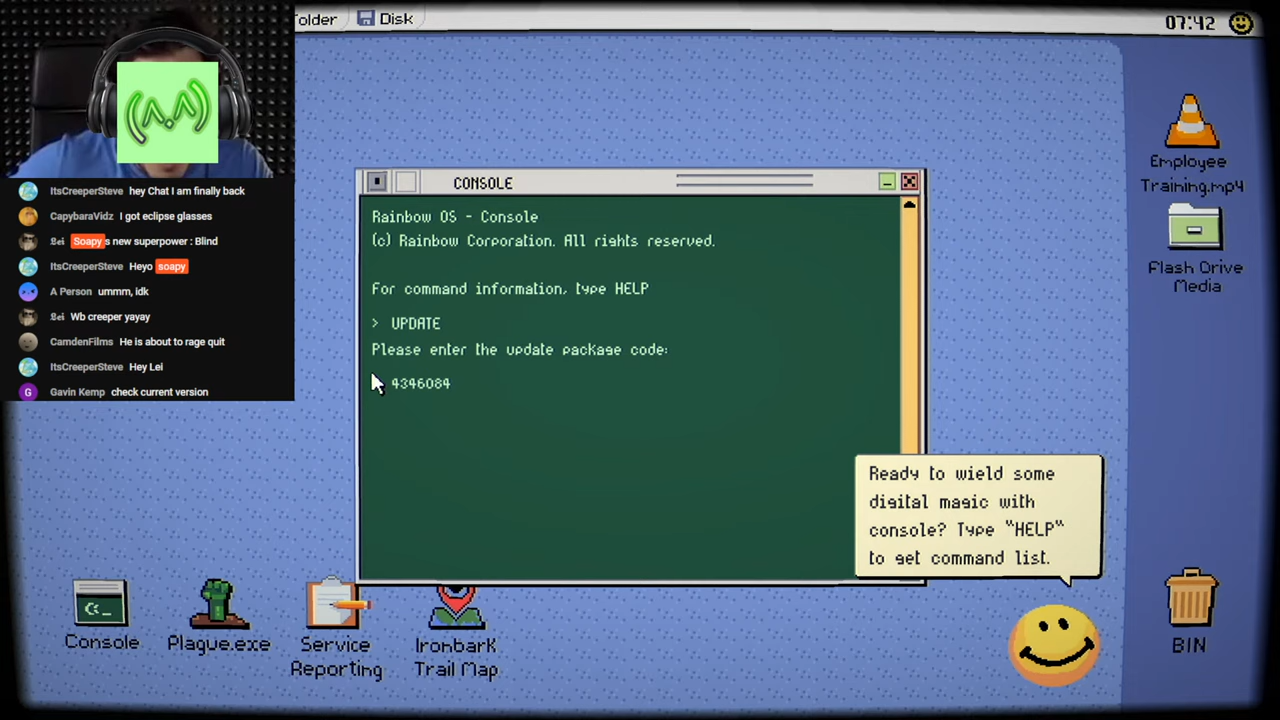 older
Disk
07:42
(^.^)
ItsCreeperSteve hey Chat I am finally back
CapybaraVidz I got eclipse glasses
Lei Soapy s new superpower : Blind
ItsCreeperSteve Heyo soapy
A Person ummm, idk
Lei Wb creeper yayay
CamdenFilms He is about to rage quit
ItsCreeperSteve Hey Lei
G Gavin Kemp check current version
CONSOLE
Rainbow OS - Console
(c) Rainbow Corporation. All rights reserved.
For command information, type HELP
> UPDATE
Please enter the update package code:
4346084
Ready to wield some
digital magic with
console? Type "HELP"
to get command list.
Employee
Training.mp4
Flash Drive
Media
Console
Plague.exe
Service
Reporting
Ironbark
Trail Map
BIN